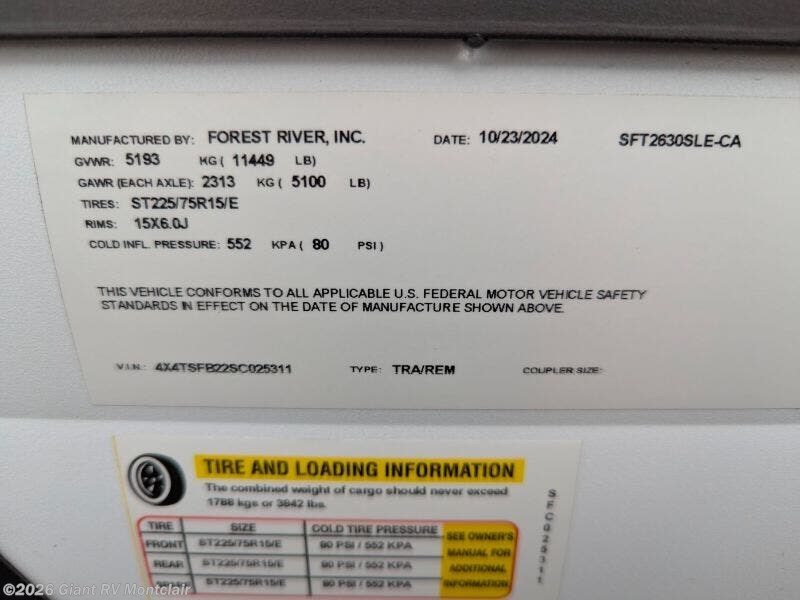 MANUFACTURED BY: FOREST RIVER, INC. DATE: 10/23/2024 SFT2630SLE-CA
GVWR: 5193 KG ( 11449 LB)
GAWR (EACH AXLE): 2313 KG ( 5100 LB)
TIRES: ST225/75R15/E
RIMS: 15X6.0J
COLD INFL. PRESSURE: 552 KPA ( 80 PSI )
THIS VEHICLE CONFORMS TO ALL APPLICABLE U.S. FEDERAL MOTOR VEHICLE SAFETY
STANDARDS IN EFFECT ON THE DATE OF MANUFACTURE SHOWN ABOVE.
V.I.N.: 4X4TSFB22SC025311 TYPE: TRA/REM COUPLER SIZE:
TIRE AND LOADING INFORMATION
The combined weight of cargo should never exceed
kgs or 3842 lbs.
TIRE SIZE COLD TIRE PRESSURE SEE OWNER'S
FRONT ST225/75R15/E 80 PSI / 552 KPA MANUAL FOR
REAR ST225/75R15/E 80 PSI / 552 KPA ADDITIONAL
ST225/75R15/E 80 PSI / 552 KPA INFORMATION
SFC025311
©2026 Giant RV Montclair